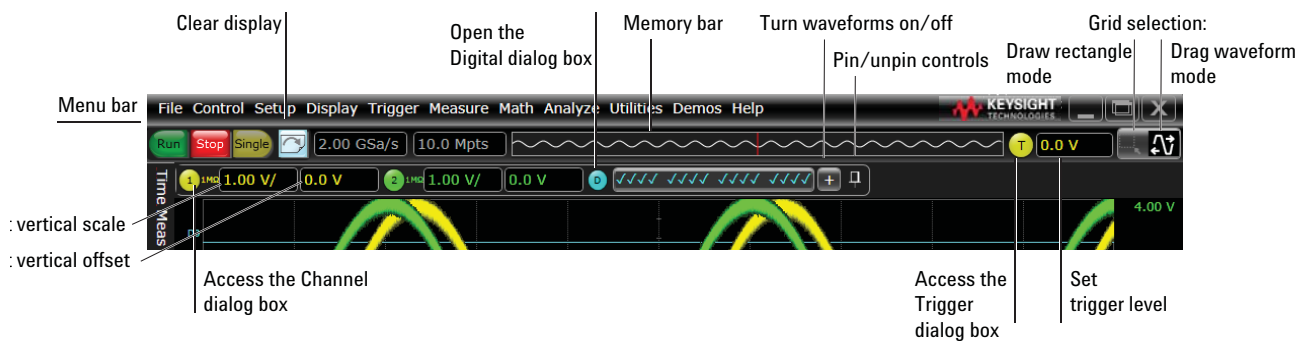 Clear display
Open the
Digital dialog box
Memory bar
Turn waveforms on/off
Pin/unpin controls
Grid selection:
Draw rectangle
mode
Drag waveform
mode
Menu bar
File Control Setup Display Trigger Measure Math Analyze Utilities Demos Help
KEYSIGHT
TECHNOLOGIES
Run Stop Single 2.00 GSa/s 10.0 Mpts T 0.0 V
1 1MΩ 1.00 V/ 0.0 V 2 1MΩ 1.00 V/ 0.0 V D +
Time Meas
4.00 V
D3
: vertical scale
: vertical offset
Access the Channel
dialog box
Access the
Trigger
dialog box
Set
trigger level